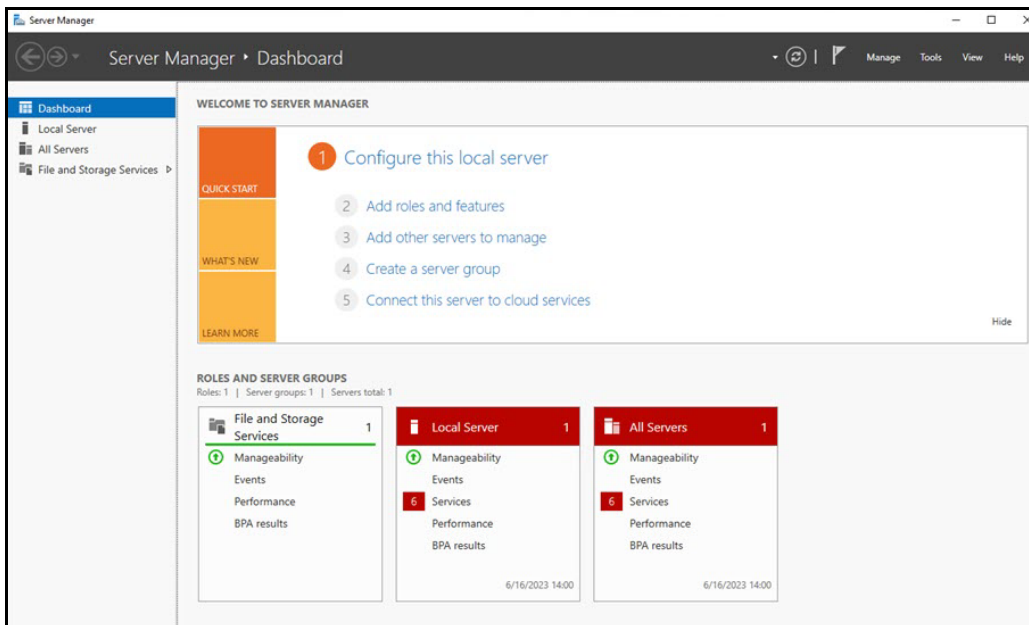 Server Manager
Server Manager ‣ Dashboard
Manage Tools View Help
Dashboard
Local Server
All Servers
File and Storage Services
WELCOME TO SERVER MANAGER
QUICK START
WHAT'S NEW
LEARN MORE
1 Configure this local server
2 Add roles and features
3 Add other servers to manage
4 Create a server group
5 Connect this server to cloud services
Hide
ROLES AND SERVER GROUPS
Roles: 1 | Server groups: 1 | Servers total: 1
File and Storage
Services 1
Manageability
Events
Performance
BPA results
Local Server 1
Manageability
Events
6 Services
Performance
BPA results
6/16/2023 14:00
All Servers 1
Manageability
Events
6 Services
Performance
BPA results
6/16/2023 14:00